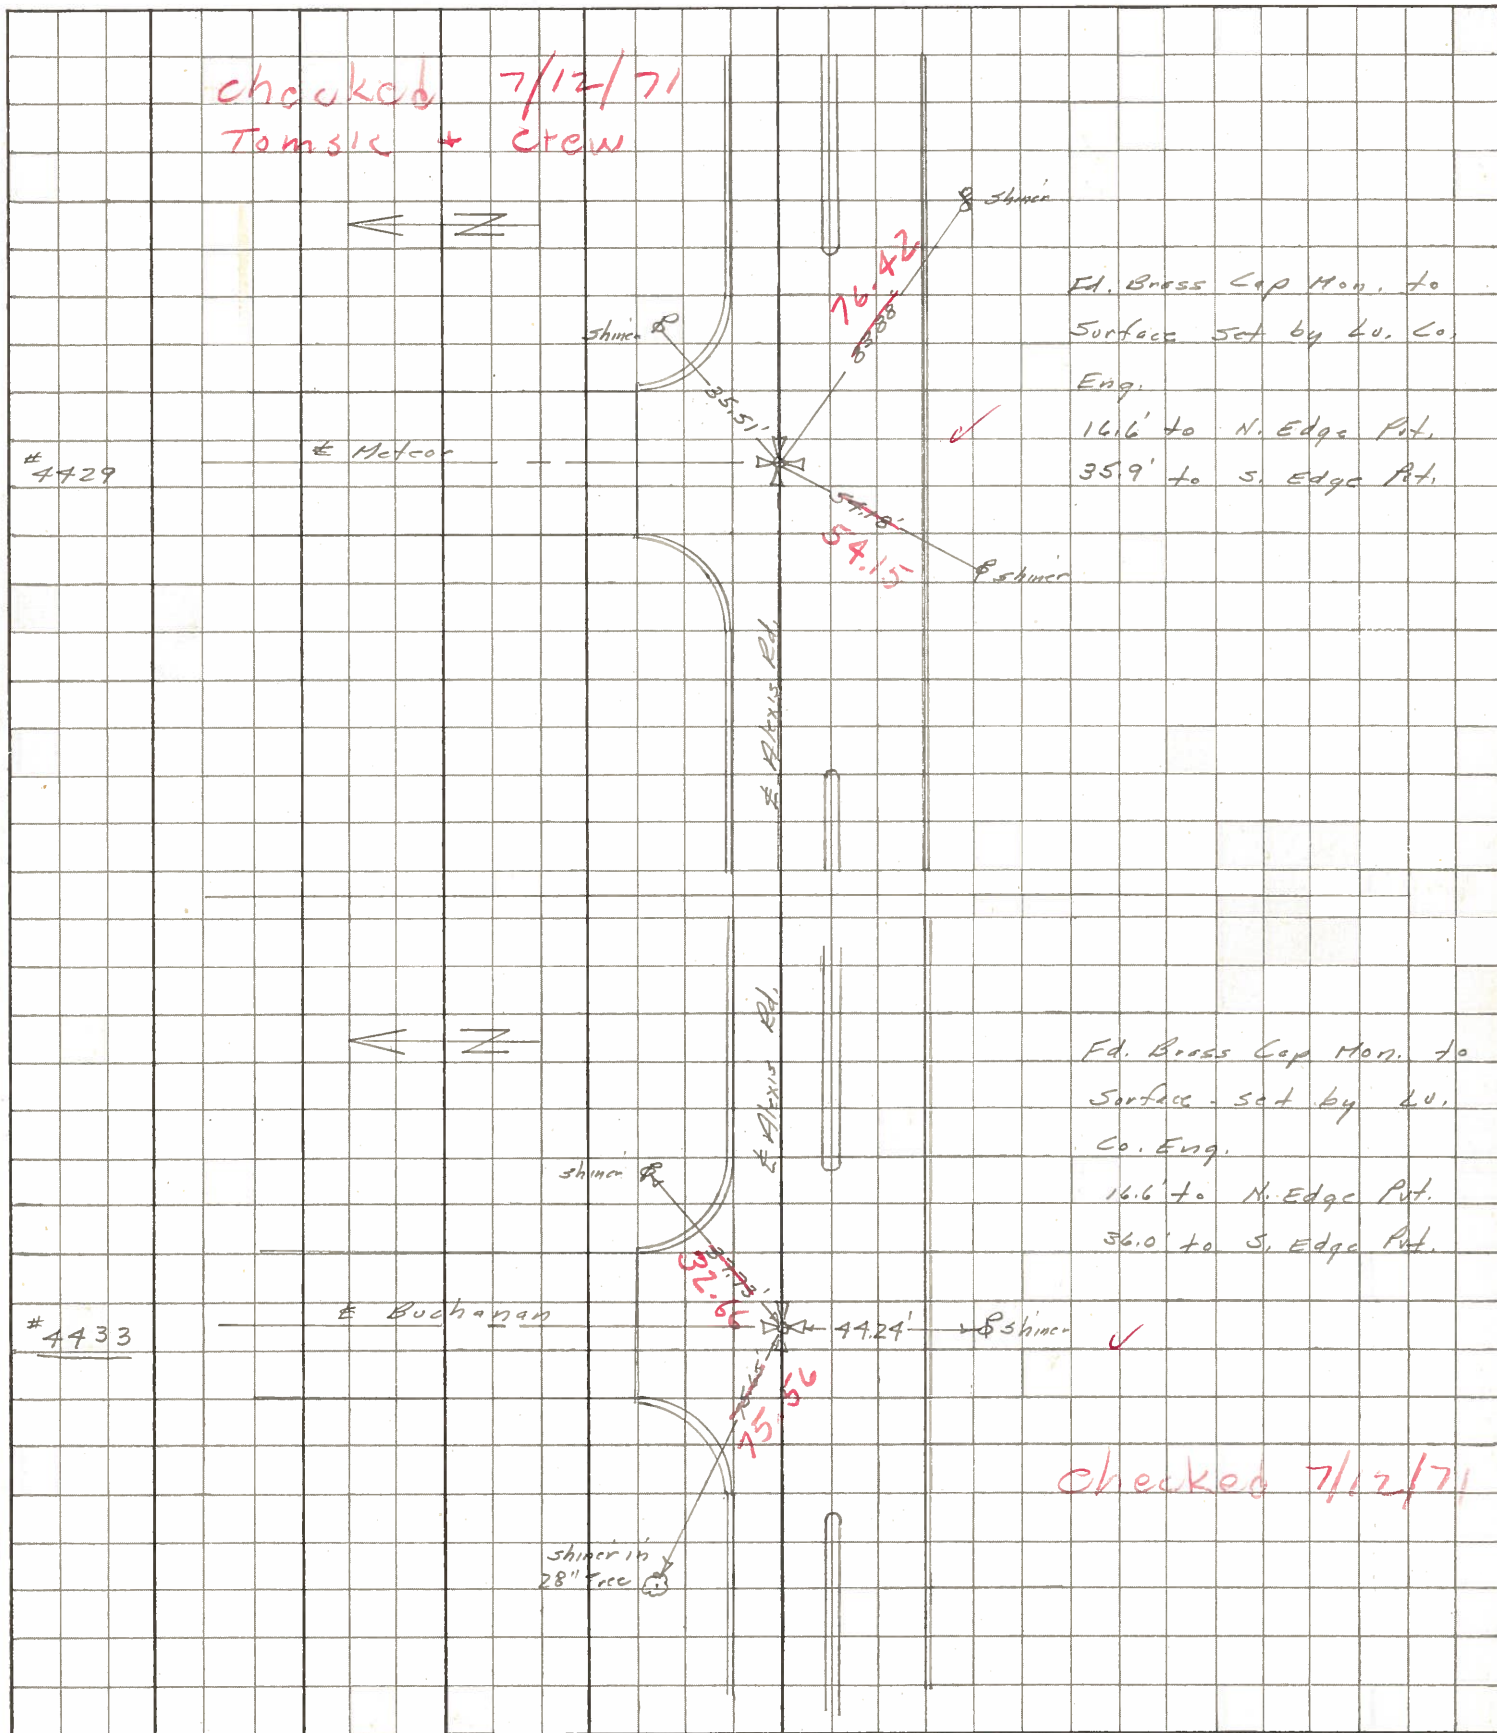 checked 7/12/71
Tomsic + Crew
N
shiner
76.42
shiner
35.51'
Fd. Brass Cap Mon. to
Surface set by Lu. Co.
Eng.
16.6' to N. Edge Pvt.
35.9' to S. Edge Pvt.
#4429
℄ Meteor
54.18'
54.15
shiner
℄ Alexis Rd.
℄ Alexis Rd.
N
Fd. Brass Cap Mon. to
Surface - set by Lu.
Co. Eng.
16.6' to N. Edge Pvt.
36.0' to S. Edge Pvt.
shiner
32.66
#4433
℄ Buchanan
44.24'
shiner
75.56
checked 7/12/71
shiner in
28" Tree